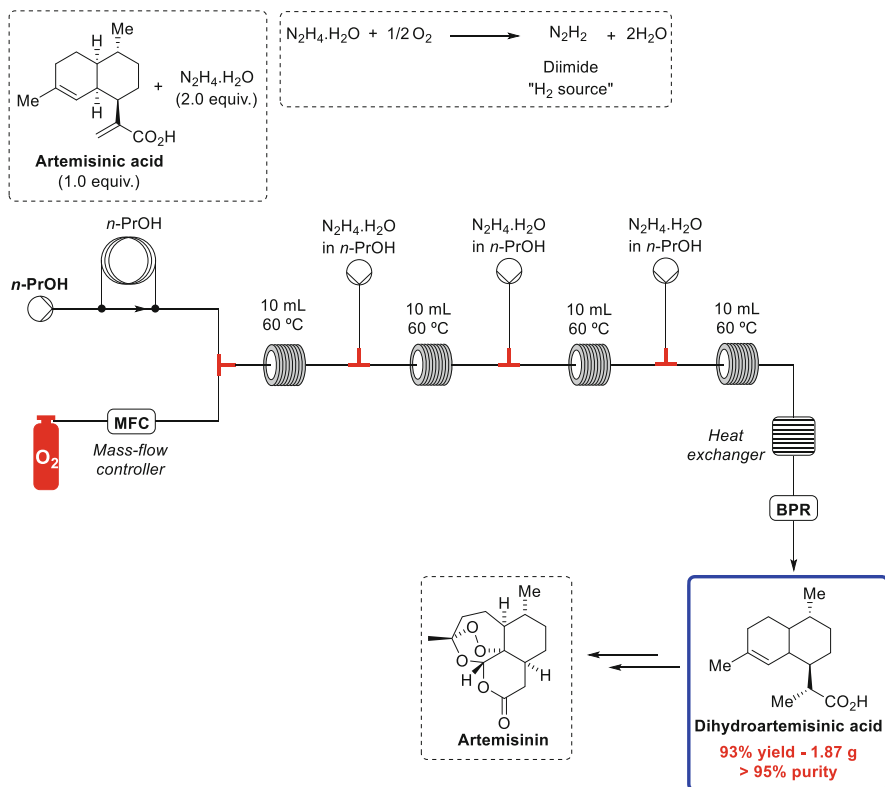 Me
H
N₂H₄.H₂O + 1/2 O₂ N₂H₂ + 2H₂O
Diimide
"H₂ source"
+ N₂H₄.H₂O
(2.0 equiv.)
Me
H
CO₂H
Artemisinic acid
(1.0 equiv.)
n-PrOH
n-PrOH
N₂H₄.H₂O
in n-PrOH
N₂H₄.H₂O
in n-PrOH
N₂H₄.H₂O
in n-PrOH
10 mL
60 ºC
10 mL
60 ºC
10 mL
60 ºC
10 mL
60 ºC
O₂
MFC
Mass-flow
controller
Heat
exchanger
BPR
Me
H
O
O
O
O
H
H
O
Artemisinin
Me
Me
Me
CO₂H
Dihydroartemisinic acid
93% yield - 1.87 g
> 95% purity